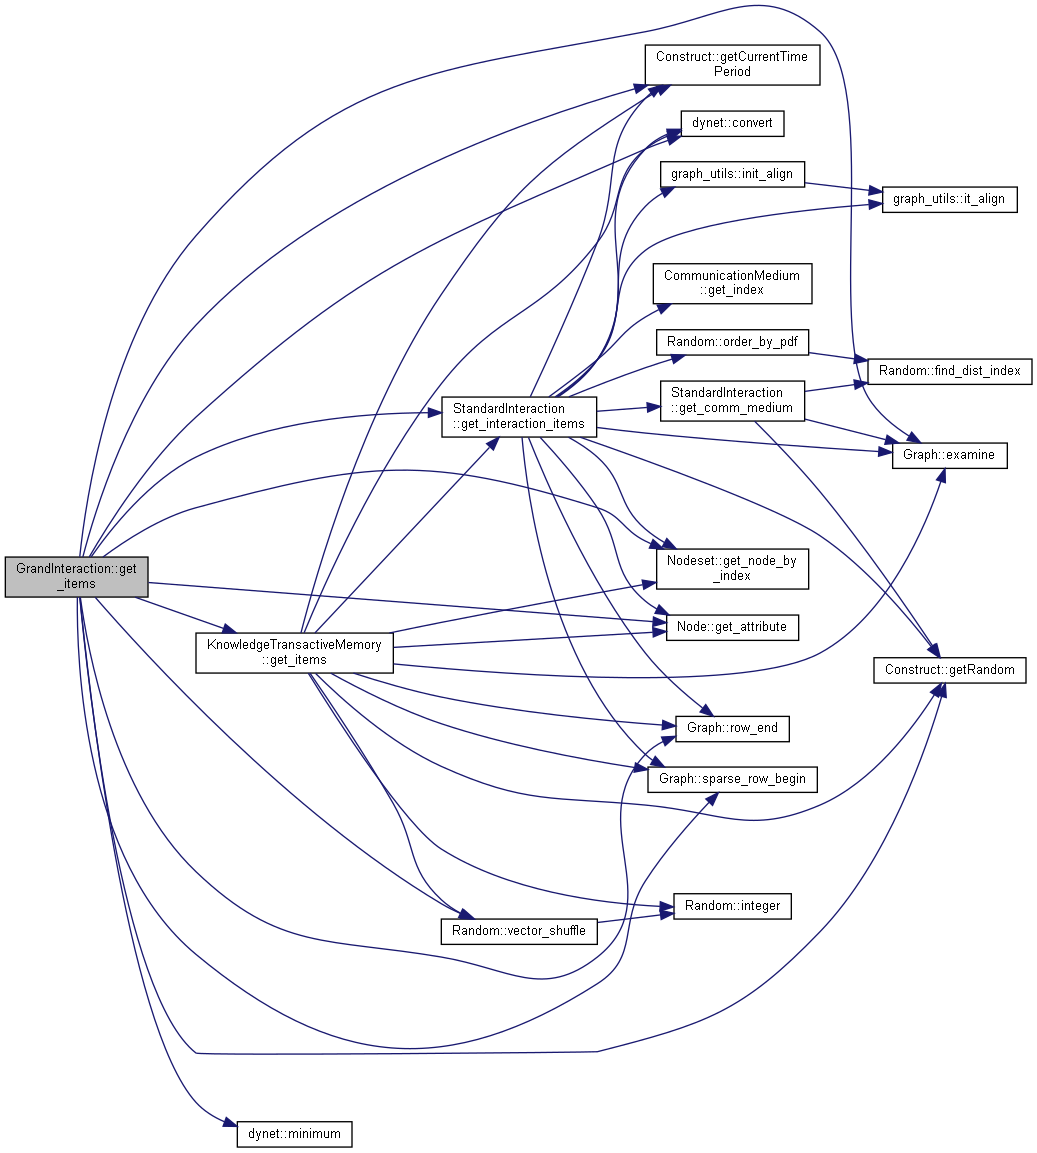 Construct::getCurrentTime
Period
dynet::convert
graph_utils::init_align
graph_utils::it_align
CommunicationMedium
::get_index
Random::order_by_pdf
Random::find_dist_index
StandardInteraction
::get_comm_medium
StandardInteraction
::get_interaction_items
Graph::examine
GrandInteraction::get
_items
Nodeset::get_node_by
_index
Node::get_attribute
KnowledgeTransactiveMemory
::get_items
Construct::getRandom
Graph::row_end
Graph::sparse_row_begin
Random::integer
Random::vector_shuffle
dynet::minimum